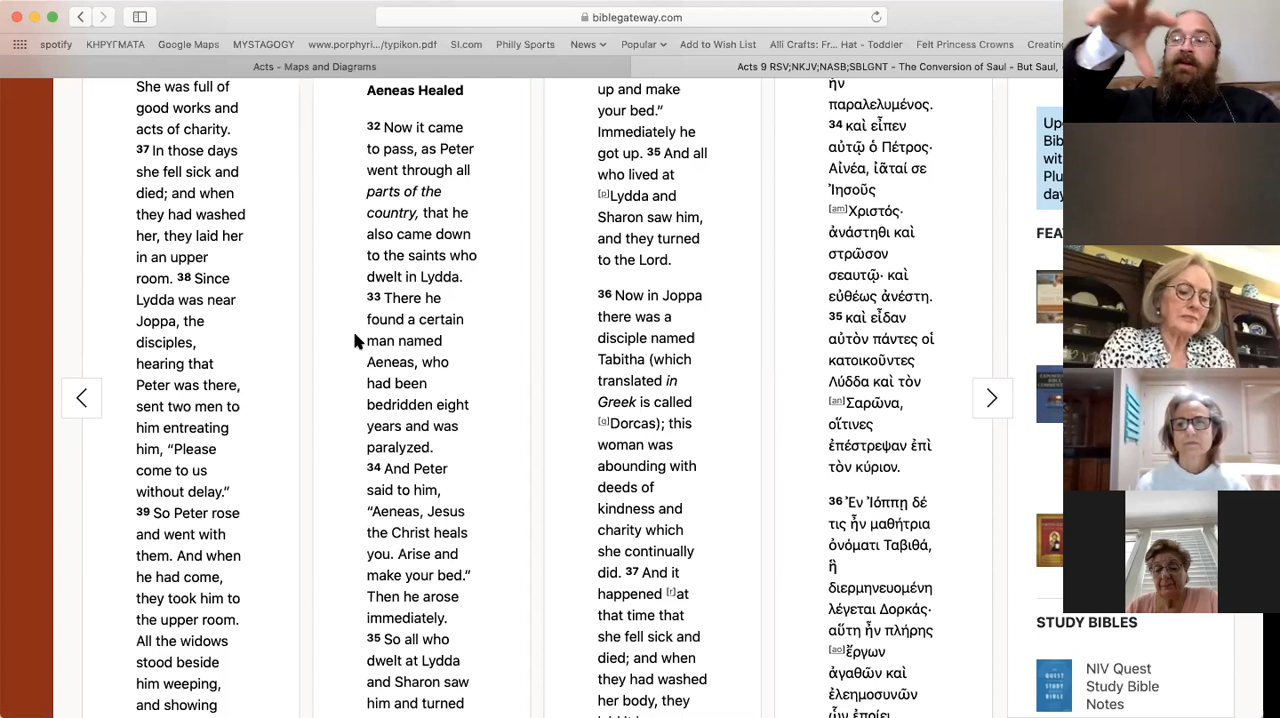 biblegateway.com
spotify
ΚΗΡΥΓΜΑΤΑ
Google Maps
MYSTAGOGY
www.porphyri.../typikon.pdf
SI.com
Philly Sports
News
Popular
Add to Wish List
Alli Crafts: Fr... Hat - Toddler
Felt Princess Crowns
Creating
Acts - Maps and Diagrams
Acts 9 RSV;NKJV;NASB;SBLGNT - The Conversion of Saul - But Saul,
She was full of
good works and
acts of charity.
37 In those days
she fell sick and
died; and when
they had washed
her, they laid her
in an upper
room. 38 Since
Lydda was near
Joppa, the
disciples,
hearing that
Peter was there,
sent two men to
him entreating
him, “Please
come to us
without delay.”
39 So Peter rose
and went with
them. And when
he had come,
they took him to
the upper room.
All the widows
stood beside
him weeping,
and showing
Aeneas Healed
32 Now it came
to pass, as Peter
went through all
parts of the
country, that he
also came down
to the saints who
dwelt in Lydda.
33 There he
found a certain
man named
Aeneas, who
had been
bedridden eight
years and was
paralyzed.
34 And Peter
said to him,
“Aeneas, Jesus
the Christ heals
you. Arise and
make your bed.”
Then he arose
immediately.
35 So all who
dwelt at Lydda
and Sharon saw
him and turned
up and make
your bed.”
Immediately he
got up. 35 And all
who lived at
[p]Lydda and
Sharon saw him,
and they turned
to the Lord.
36 Now in Joppa
there was a
disciple named
Tabitha (which
translated in
Greek is called
[q]Dorcas); this
woman was
abounding with
deeds of
kindness and
charity which
she continually
did. 37 And it
happened [r]at
that time that
she fell sick and
died; and when
they had washed
her body, they
ἦν
παραλελυμένος.
34 καὶ εἶπεν
αὐτῷ ὁ Πέτρος·
Αἰνέα, ἰᾶταί σε
Ἰησοῦς
[am]Χριστός·
ἀνάστηθι καὶ
στρῶσον
σεαυτῷ· καὶ
εὐθέως ἀνέστη.
35 καὶ εἶδαν
αὐτὸν πάντες οἱ
κατοικοῦντες
Λύδδα καὶ τὸν
[an]Σαρῶνα,
οἵτινες
ἐπέστρεψαν ἐπὶ
τὸν κύριον.
36 Ἐν Ἰόππῃ δέ
τις ἦν μαθήτρια
ὀνόματι Ταβιθά,
ἣ
διερμηνευομένη
λέγεται Δορκάς·
αὕτη ἦν πλήρης
[ao]ἔργων
ἀγαθῶν καὶ
ἐλεημοσυνῶν
ὧν ἐποίει
Up
Bib
wit
Plu
day
FEA
STUDY BIBLES
NIV Quest
Study Bible
Notes